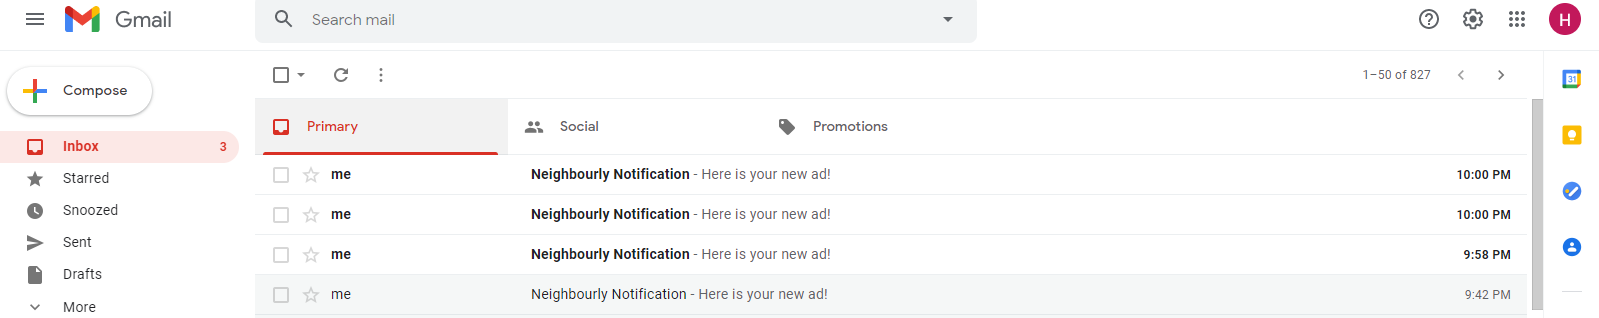 Gmail
Search mail
H
Compose
1–50 of 827
31
Primary
Social
Promotions
Inbox 3
Starred
Snoozed
Sent
Drafts
More
me Neighbourly Notification - Here is your new ad! 10:00 PM
me Neighbourly Notification - Here is your new ad! 10:00 PM
me Neighbourly Notification - Here is your new ad! 9:58 PM
me Neighbourly Notification - Here is your new ad! 9:42 PM